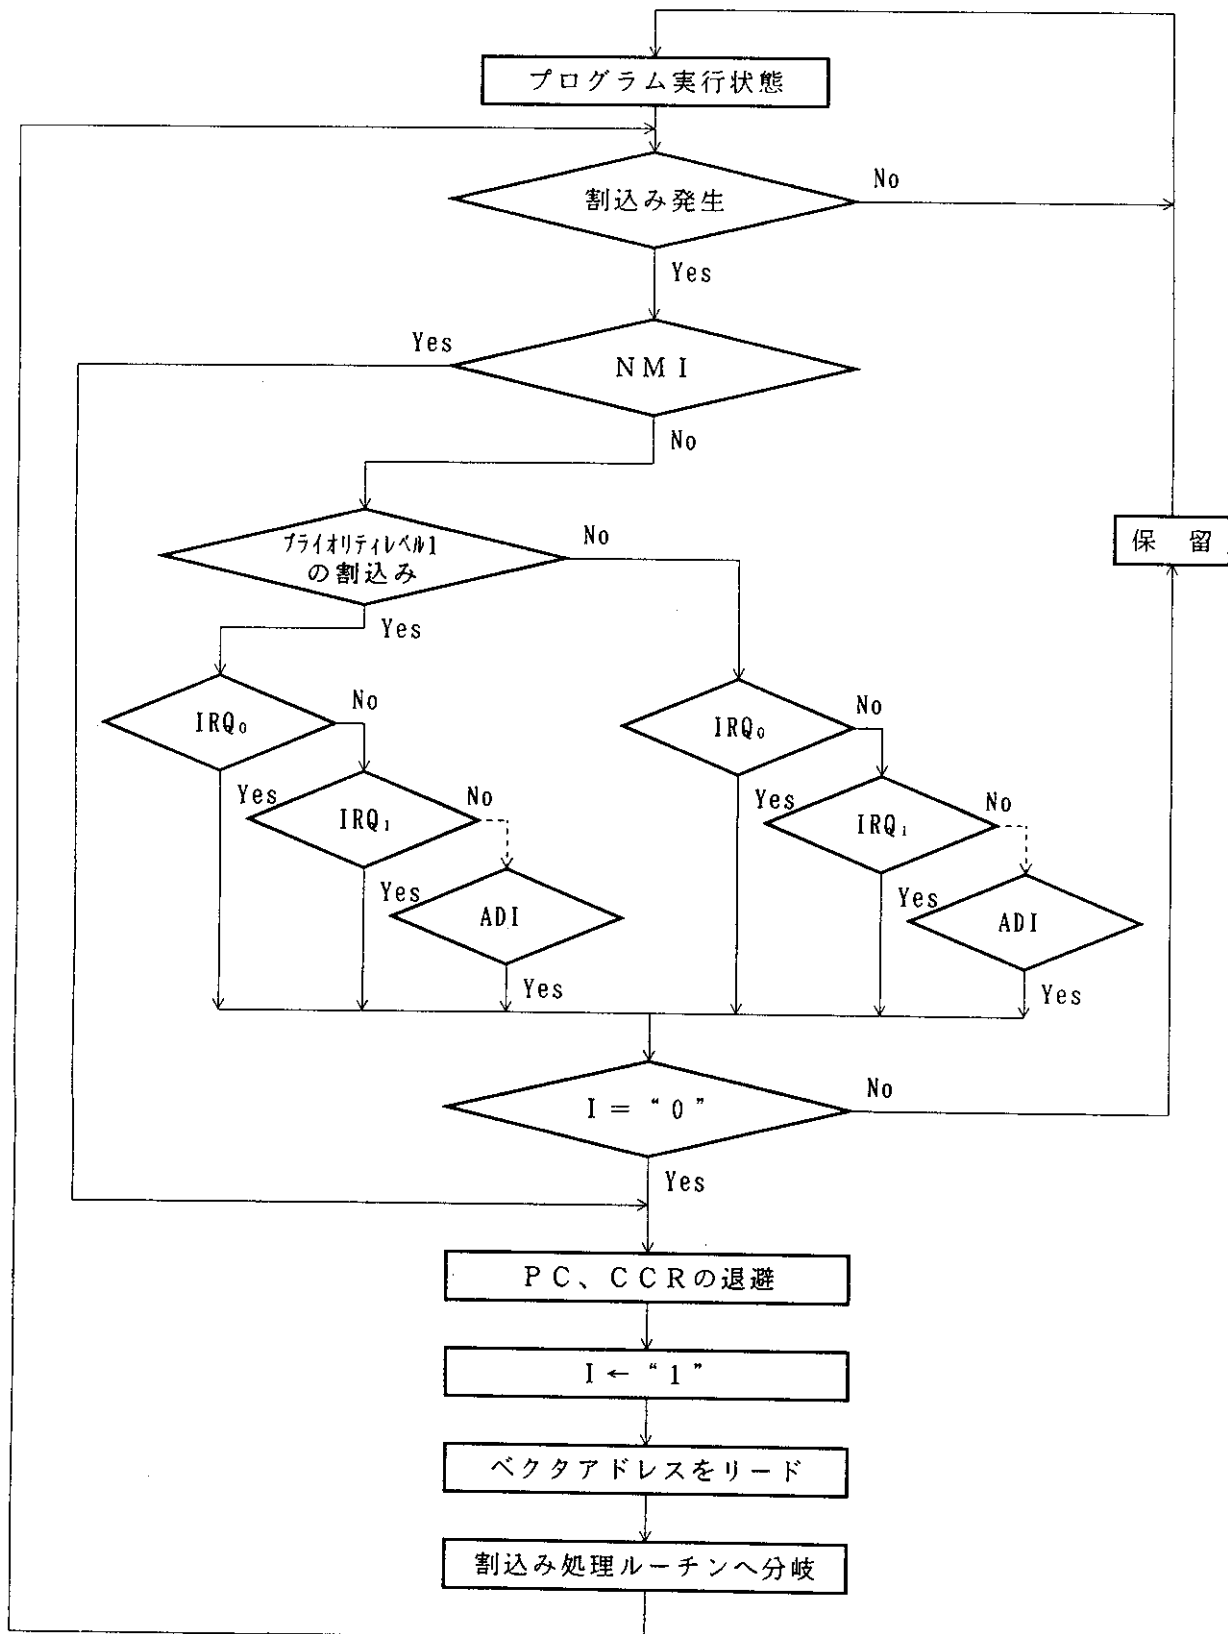 プログラム実行状態
割込み発生
No
Yes
Yes
NMI
No
プライオリティレベル1
の割込み
No
Yes
保 留
IRQ₀
No
IRQ₀
No
Yes
IRQ₁
No
Yes
IRQ₁
No
Yes
ADI
Yes
ADI
Yes
Yes
I = “0”
No
Yes
PC、CCRの退避
I ← “1”
ベクタアドレスをリード
割込み処理ルーチンへ分岐